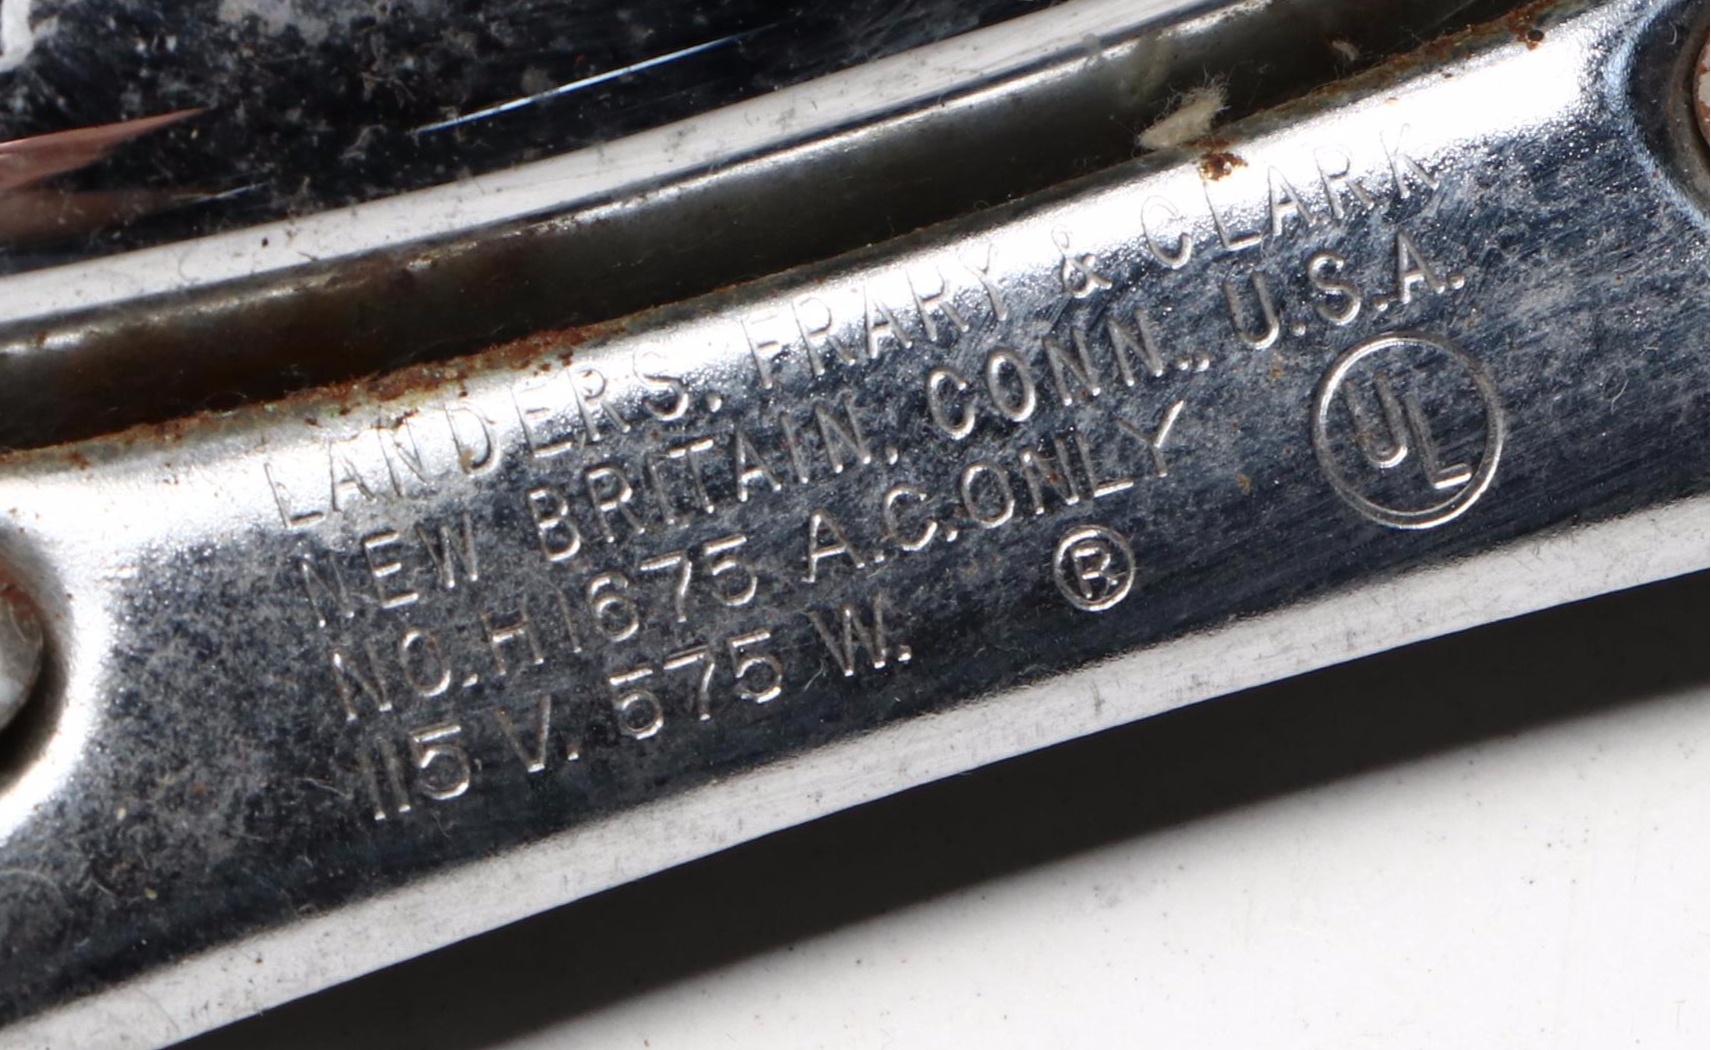 LANDERS, FRARY & CLARK
NEW BRITAIN, CONN., U.S.A.
NO. H1675 A.C. ONLY
115 V. 575 W.
®
UL